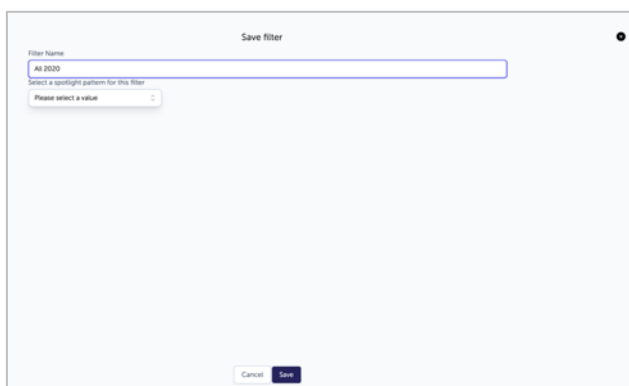 Save filter
Filter Name
All 2020
Select a spotlight pattern for this filter
Please select a value
Cancel
Save